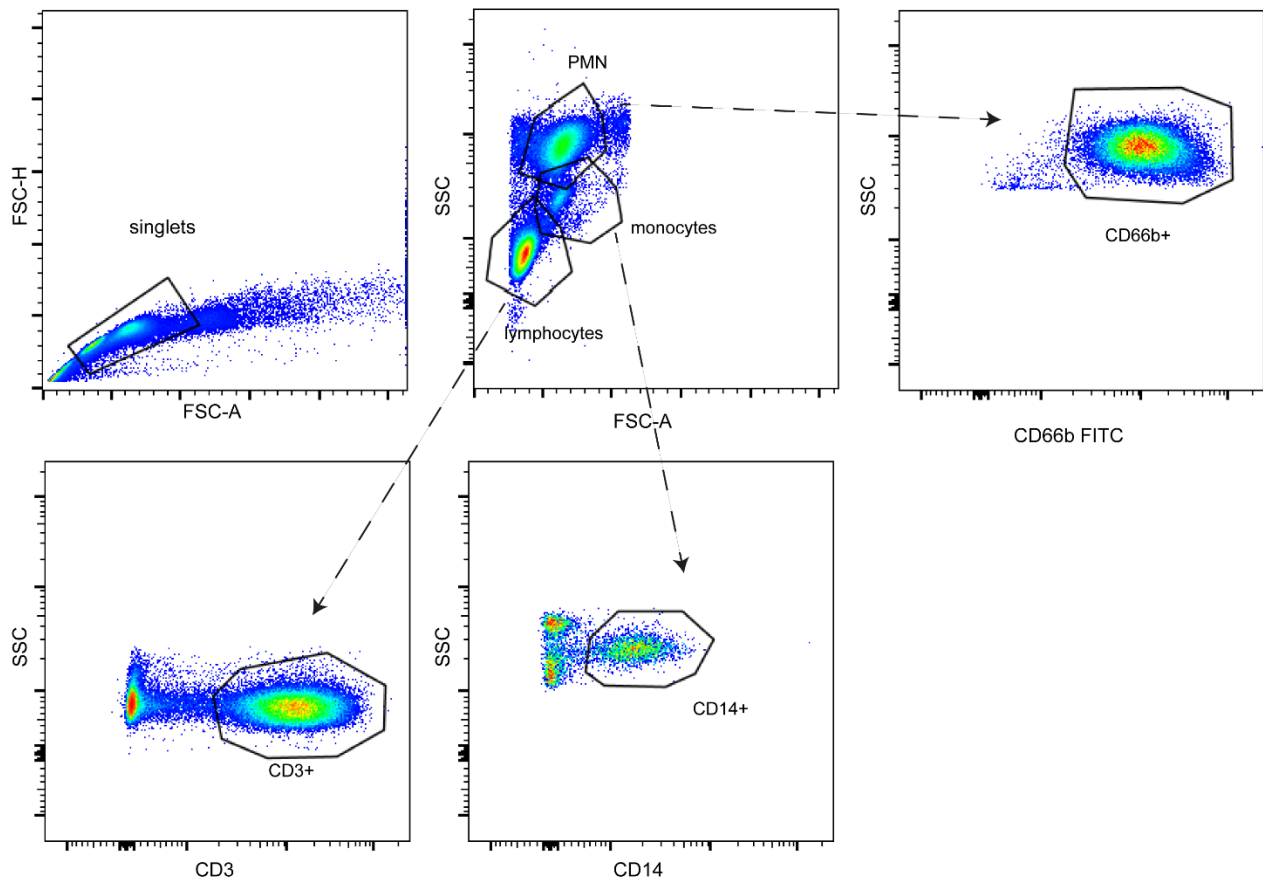 FSC-H
singlets
FSC-A
SSC
PMN
monocytes
lymphocytes
FSC-A
SSC
CD66b+
CD66b FITC
SSC
CD3+
CD3
SSC
CD14+
CD14